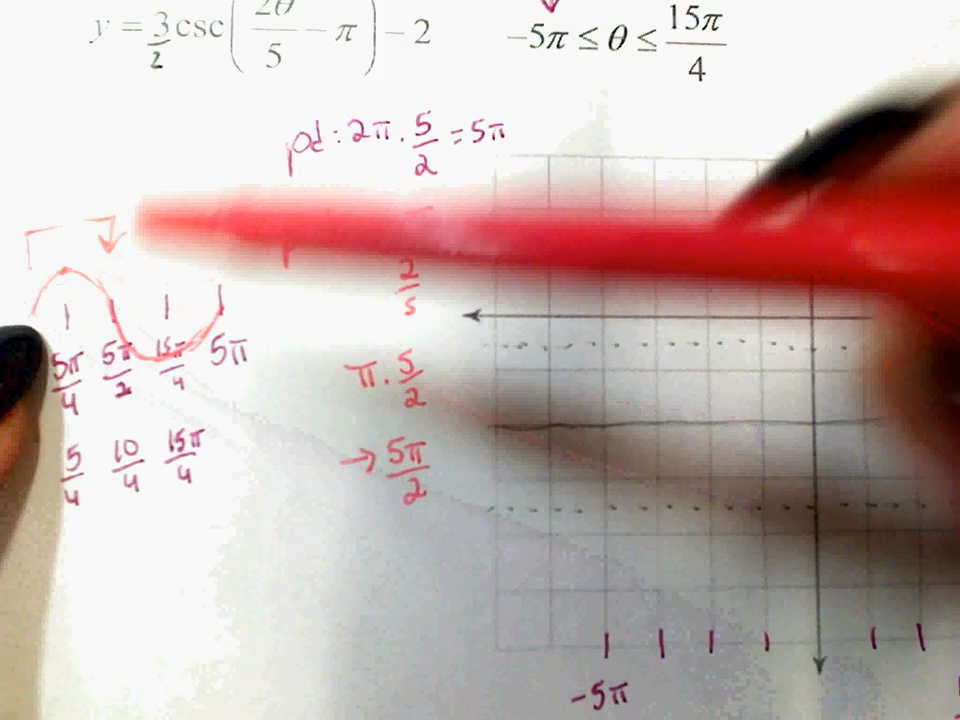 y = 3/2 csc(2θ/5 − π) − 2
−5π ≤ θ ≤ 15π/4
pd: 2π · 5/2 = 5π
2/5
5π/4 5π/2 15π/4 5π
π · 5/2
5/4 10/4 15π/4
→ 5π/2
−5π